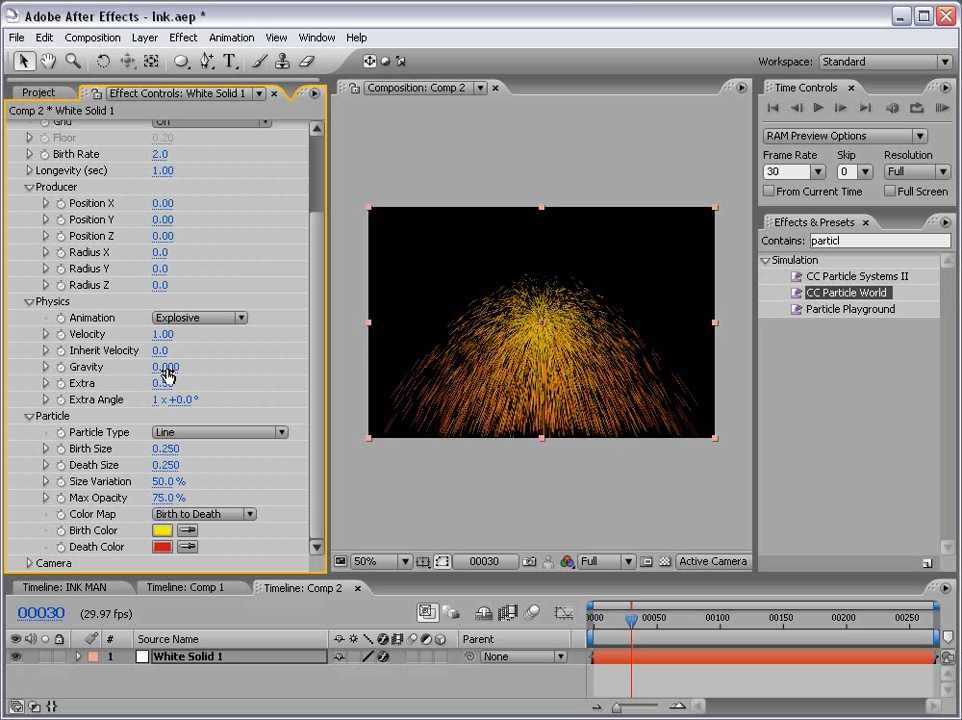 Adobe After Effects - Ink.aep *
File Edit Composition Layer Effect Animation View Window Help
T
Workspace: Standard
Project Effect Controls: White Solid 1
Comp 2 * White Solid 1
Grid On
Floor 0.20
Birth Rate 2.0
Longevity (sec) 1.00
Producer
Position X 0.00
Position Y 0.00
Position Z 0.00
Radius X 0.0
Radius Y 0.0
Radius Z 0.0
Physics
Animation Explosive
Velocity 1.00
Inherit Velocity 0.0
Gravity 0.000
Extra
Extra Angle 1 x +0.0 °
Particle
Particle Type Line
Birth Size 0.250
Death Size 0.250
Size Variation 50.0 %
Max Opacity 75.0 %
Color Map Birth to Death
Birth Color
Death Color
Camera
Composition: Comp 2
50% 00030 Full Active Camera
Time Controls
RAM Preview Options
Frame Rate Skip Resolution
30 0 Full
From Current Time Full Screen
Effects & Presets
Contains: particl
Simulation
CC Particle Systems II
CC Particle World
Particle Playground
Timeline: INK MAN Timeline: Comp 1 Timeline: Comp 2
00030 (29.97 fps)
0000 00050 00100 00150 00200 00250
# Source Name Parent
1 White Solid 1 None